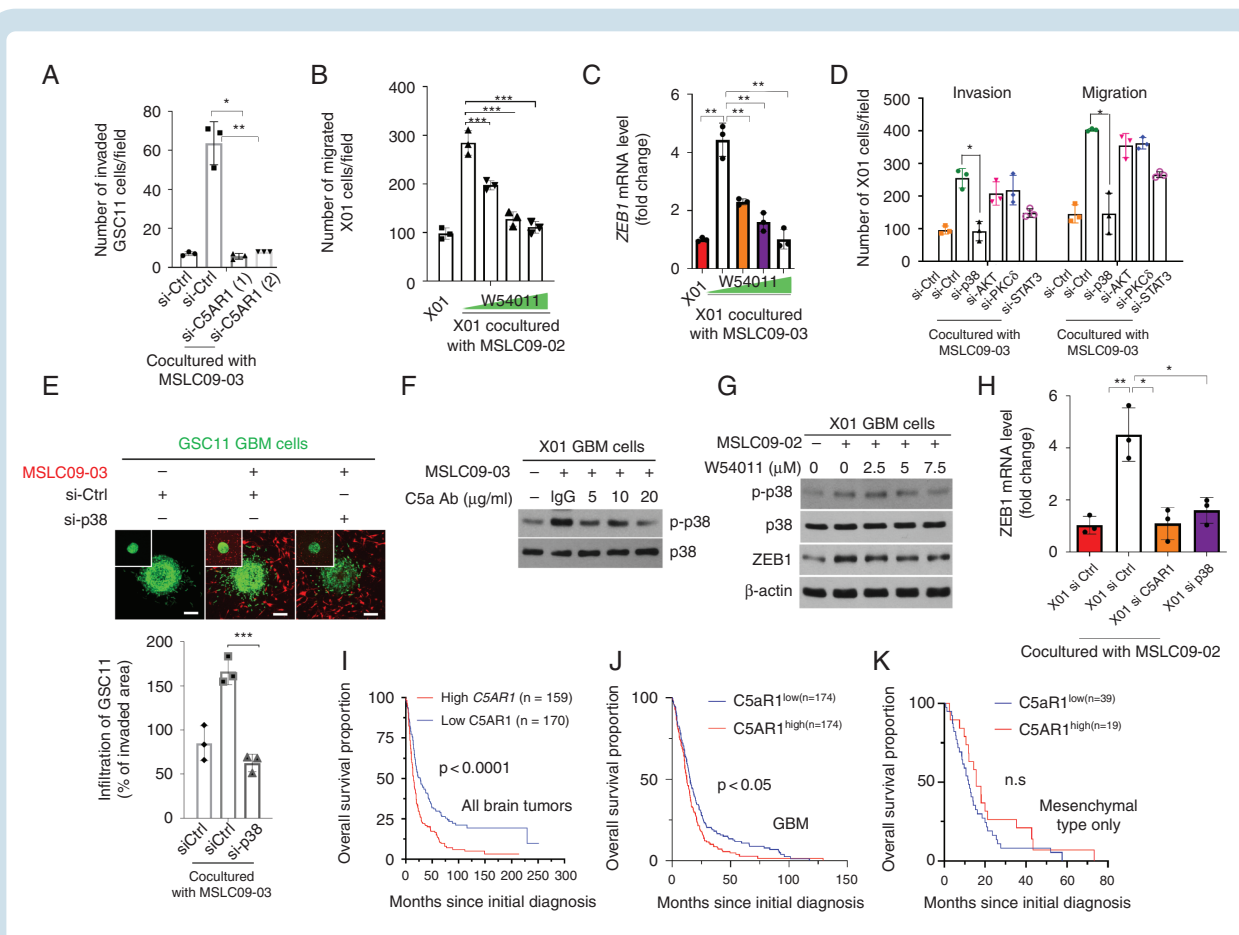 A
Number of invaded
GSC11 cells/field
80
60
40
20
0
*
**
si-Ctrl
si-Ctrl
si-C5AR1 (1)
si-C5AR1 (2)
Cocultured with
MSLC09-03
B
Number of migrated
X01 cells/field
400
300
200
100
0
***
***
***
X01
W54011
X01 cocultured
with MSLC09-02
C
ZEB1 mRNA level
(fold change)
6
4
2
0
**
**
**
**
X01
W54011
X01 cocultured
with MSLC09-03
D
Number of X01 cells/field
500
400
300
200
100
0
Invasion
Migration
*
*
si-Ctrl
si-Ctrl
si-p38
si-AKT
si-PKCδ
si-STAT3
si-Ctrl
si-Ctrl
si-p38
si-AKT
si-PKCδ
si-STAT3
Cocultured with
MSLC09-03
Cocultured with
MSLC09-03
E
GSC11 GBM cells
MSLC09-03 – + +
si-Ctrl + + –
si-p38 – – +
Infiltration of GSC11
(% of invaded area)
200
150
100
50
0
***
siCtrl
siCtrl
si-p38
Cocultured
with MSLC09-03
F
X01 GBM cells
MSLC09-03 – + + + +
C5a Ab (μg/ml) – IgG 5 10 20
p-p38
p38
G
X01 GBM cells
MSLC09-02 – + + + +
W54011 (μM) 0 0 2.5 5 7.5
p-p38
p38
ZEB1
β-actin
H
ZEB1 mRNA level
(fold change)
6
4
2
0
**
*
*
X01 si Ctrl
X01 si Ctrl
X01 si C5AR1
X01 si p38
Cocultured with MSLC09-02
I
Overall survival proportion
100
75
50
25
0
High C5AR1 (n = 159)
Low C5AR1 (n = 170)
p<0.0001
All brain tumors
0 50 100 150 200 250 300
Months since initial diagnosis
J
Overall survival proportion
100
50
0
C5aR1low(n=174)
C5AR1high(n=174)
p<0.05
GBM
0 50 100 150
Months since initial diagnosis
K
Overall survival proportion
100
50
0
C5aR1low(n=39)
C5AR1high(n=19)
n.s
Mesenchymal
type only
0 20 40 60 80
Months since initial diagnosis